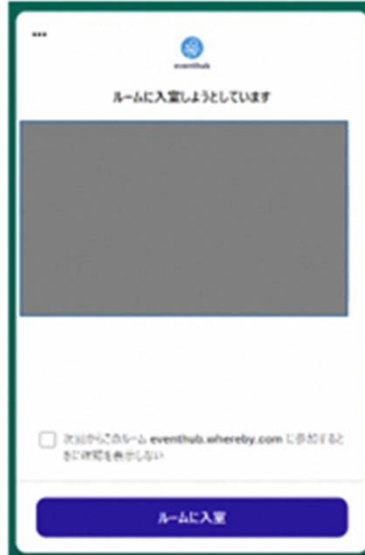 ...
eventhub
ルームに入室しようとしています
次回からこのルーム eventhub.whereby.com に参加すると
きに確認を表示しない
ルームに入室